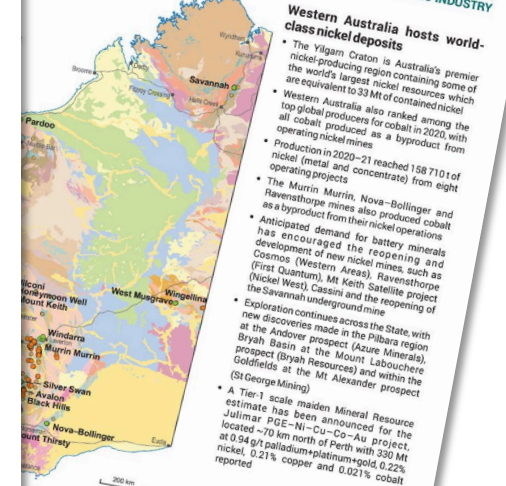 INDUSTRY
Western Australia hosts world-
class nickel deposits
• The Yilgarn Craton is Australia's premier
nickel-producing region containing some of
the world's largest nickel resources which
are equivalent to 33 Mt of contained nickel
• Western Australia also ranked among the
top global producers for cobalt in 2020, with
all cobalt produced as a byproduct from
operating nickel mines
• Production in 2020–21 reached 158 710 t of
nickel (metal and concentrate) from eight
operating projects
• The Murrin Murrin, Nova–Bollinger and
Ravensthorpe mines also produced cobalt
as a byproduct from their nickel operations
• Anticipated demand for battery minerals
has encouraged the reopening and
development of new nickel mines, such as
Cosmos (Western Areas), Ravensthorpe
(First Quantum), Mt Keith Satellite project
(Nickel West), Cassini and the reopening of
the Savannah underground mine
• Exploration continues across the State, with
new discoveries made in the Pilbara region
at the Andover prospect (Azure Minerals),
Bryah Basin at the Mount Labouchere
prospect (Bryah Resources) and within the
Goldfields at the Mt Alexander prospect
(St George Mining)
• A Tier-1 scale maiden Mineral Resource
estimate has been announced for the
Julimar PGE–Ni–Cu–Co–Au project,
located ~70 km north of Perth with 330 Mt
at 0.94 g/t palladium+platinum+gold, 0.22%
nickel, 0.21% copper and 0.021% cobalt
reported
Wyndham
Kununurra
Derby
Broome
Savannah
Fitzroy Crossing
Halls Creek
Pardoo
West Musgrave
Wingellina
Honeymoon Well
Mount Keith
Windarra
Laverton
Murrin Murrin
Silver Swan
Avalon
Black Hills
Nova–Bollinger
Mount Thirsty
Eucla
200 km